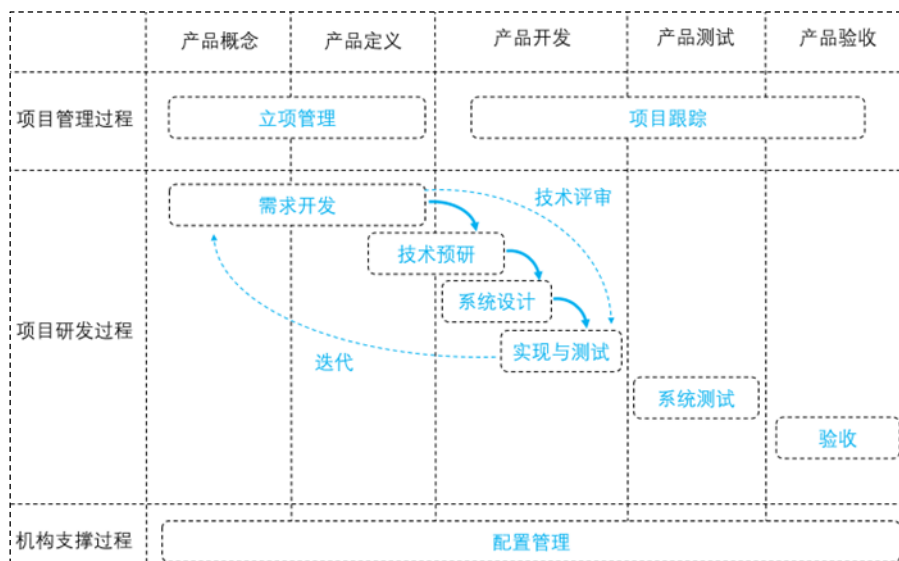 产品概念
产品定义
产品开发
产品测试
产品验收
项目管理过程
立项管理
项目跟踪
项目研发过程
需求开发
技术评审
技术预研
系统设计
实现与测试
迭代
系统测试
验收
机构支撑过程
配置管理